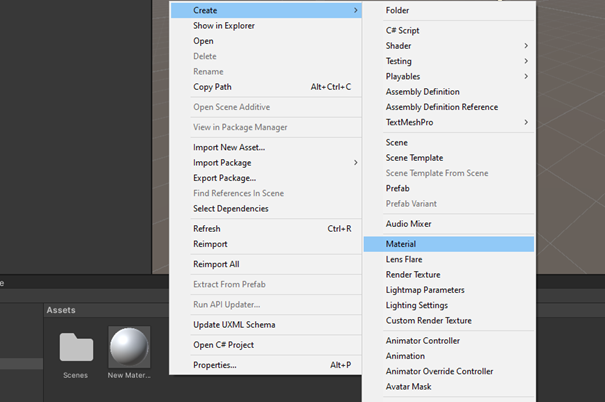 Create
Show in Explorer
Open
Delete
Rename
Copy Path Alt+Ctrl+C
Open Scene Additive
View in Package Manager
Import New Asset...
Import Package
Export Package...
Find References In Scene
Select Dependencies
Refresh Ctrl+R
Reimport
Reimport All
Extract From Prefab
Run API Updater...
Update UXML Schema
Open C# Project
Properties... Alt+P
Folder
C# Script
Shader
Testing
Playables
Assembly Definition
Assembly Definition Reference
TextMeshPro
Scene
Scene Template
Scene Template From Scene
Prefab
Prefab Variant
Audio Mixer
Material
Lens Flare
Render Texture
Lightmap Parameters
Lighting Settings
Custom Render Texture
Animator Controller
Animation
Animator Override Controller
Avatar Mask
Assets
Scenes
New Mater...